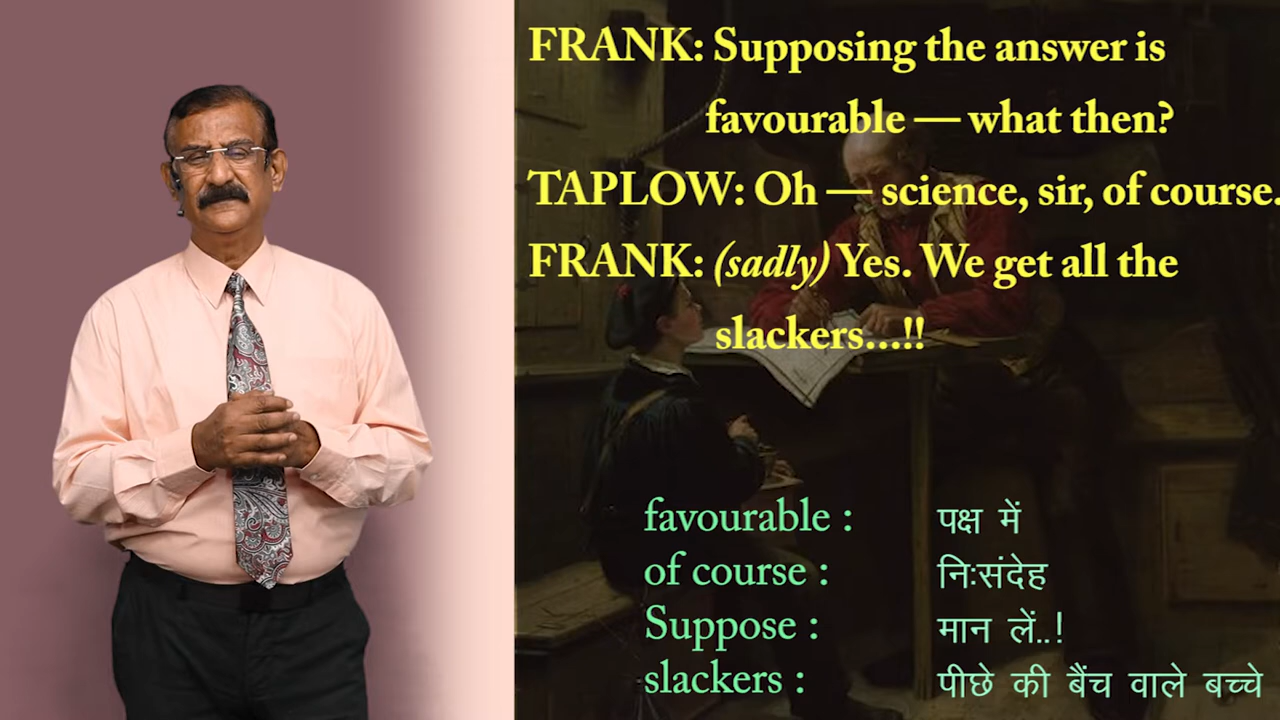 FRANK: Supposing the answer is
favourable — what then?
TAPLOW: Oh — science, sir, of course.
FRANK: (sadly) Yes. We get all the
slackers...!!
favourable : पक्ष में
of course : निःसंदेह
Suppose : मान लें..!
slackers : पीछे की बैंच वाले बच्चे